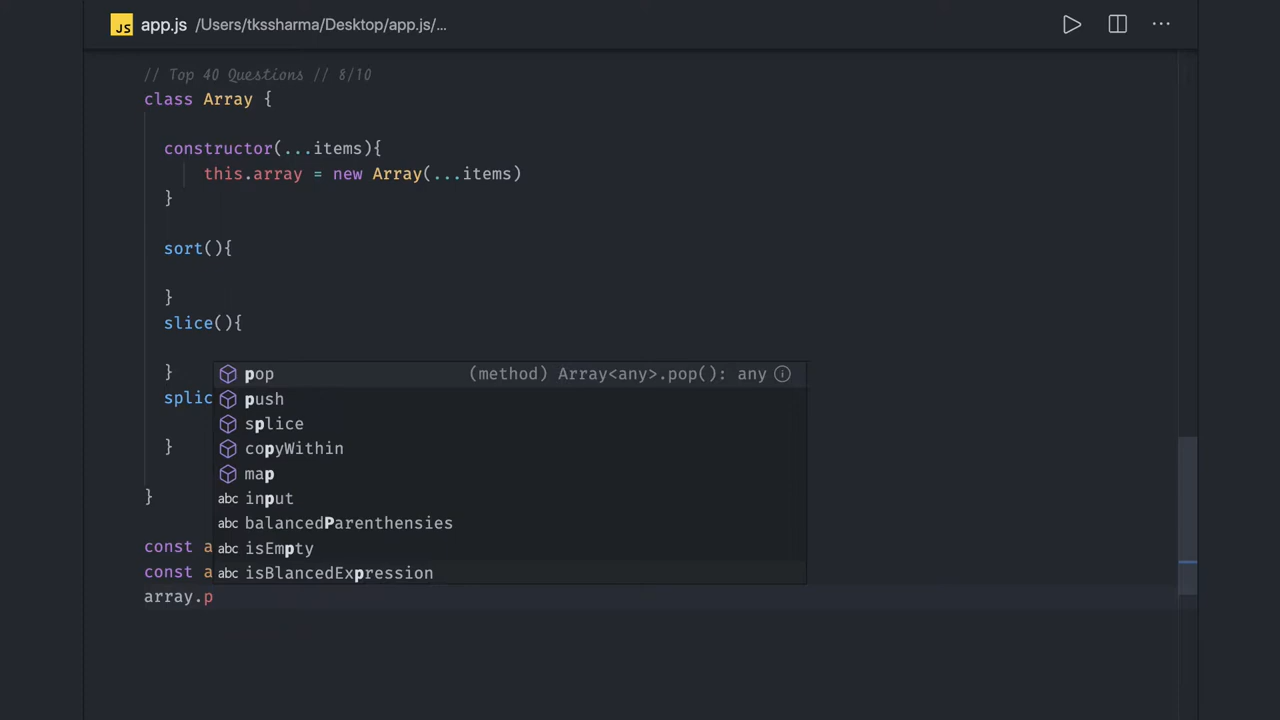 JS app.js /Users/tkssharma/Desktop/app.js/...
// Top 40 Questions // 8/10
class Array {
constructor(...items){
this.array = new Array(...items)
}
sort(){
}
slice(){
}
splic
}
}
pop (method) Array<any>.pop(): any
push
splice
copyWithin
map
abc input
abc balancedParenthensies
abc isEmpty
abc isBlancedExpression
const a
const a
array.p